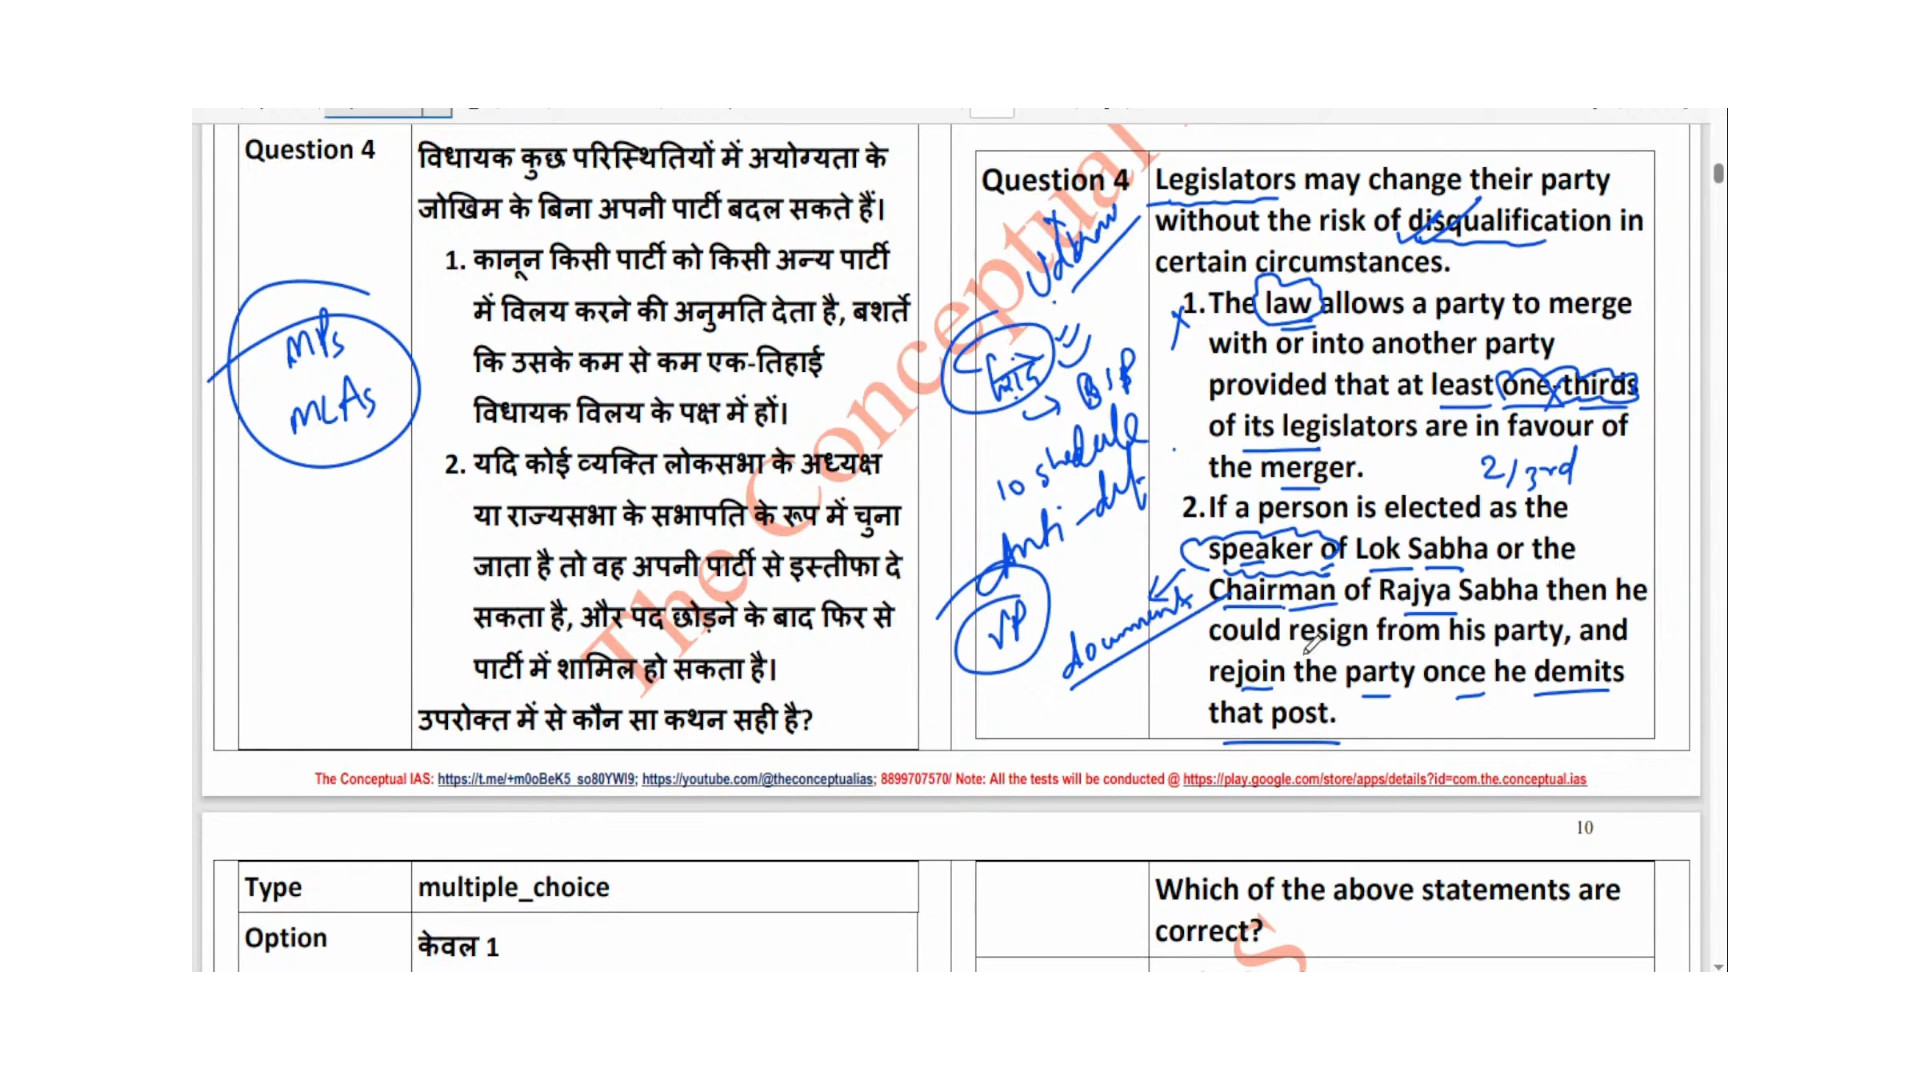 Question 4
विधायक कुछ परिस्थितियों में अयोग्यता के
जोखिम के बिना अपनी पार्टी बदल सकते हैं।
1. कानून किसी पार्टी को किसी अन्य पार्टी
में विलय करने की अनुमति देता है, बशर्ते
कि उसके कम से कम एक-तिहाई
विधायक विलय के पक्ष में हों।
2. यदि कोई व्यक्ति लोकसभा के अध्यक्ष
या राज्यसभा के सभापति के रूप में चुना
जाता है तो वह अपनी पार्टी से इस्तीफा दे
सकता है, और पद छोड़ने के बाद फिर से
पार्टी में शामिल हो सकता है।
उपरोक्त में से कौन सा कथन सही है?
MPs
MLAs
Question 4
Legislators may change their party
without the risk of disqualification in
certain circumstances.
1. The law allows a party to merge
with or into another party
provided that at least one-thirds
of its legislators are in favour of
the merger.
2/3rd
2. If a person is elected as the
speaker of Lok Sabha or the
Chairman of Rajya Sabha then he
could resign from his party, and
rejoin the party once he demits
that post.
BJP
10 shedule
Anti-def
VP
documents
The Conceptual
The Conceptual IAS: https://t.me/+m0oBeK5_so80YWI9; https://youtube.com/@theconceptualias; 8899707570/ Note: All the tests will be conducted @ https://play.google.com/store/apps/details?id=com.the.conceptual.ias
10
Type
multiple_choice
Option
केवल 1
Which of the above statements are
correct?
S